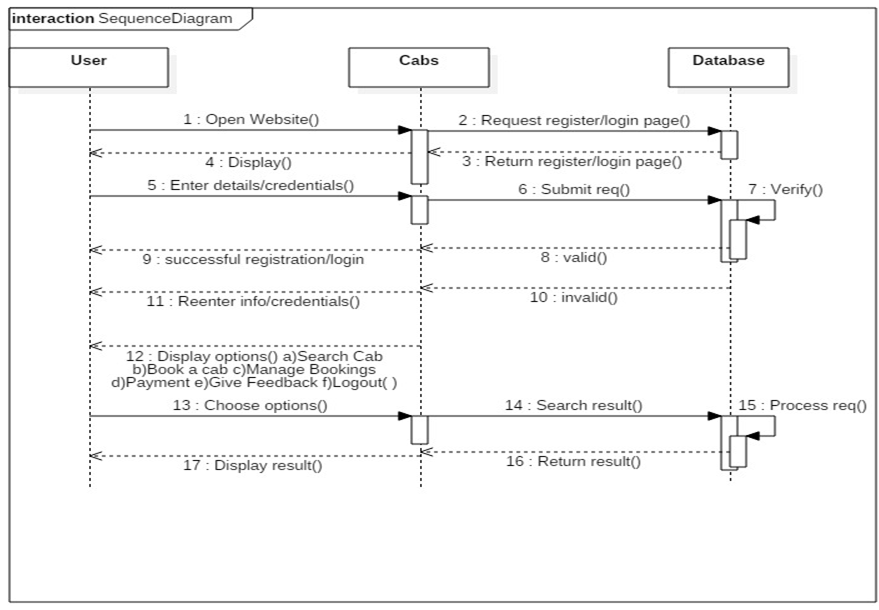 interaction SequenceDiagram
User
Cabs
Database
1 : Open Website()
2 : Request register/login page()
3 : Return register/login page()
4 : Display()
5 : Enter details/credentials()
6 : Submit req()
7 : Verify()
8 : valid()
9 : successful registration/login
10 : invalid()
11 : Reenter info/credentials()
12 : Display options() a)Search Cab
b)Book a cab c)Manage Bookings
d)Payment e)Give Feedback f)Logout( )
13 : Choose options()
14 : Search result()
15 : Process req()
16 : Return result()
17 : Display result()